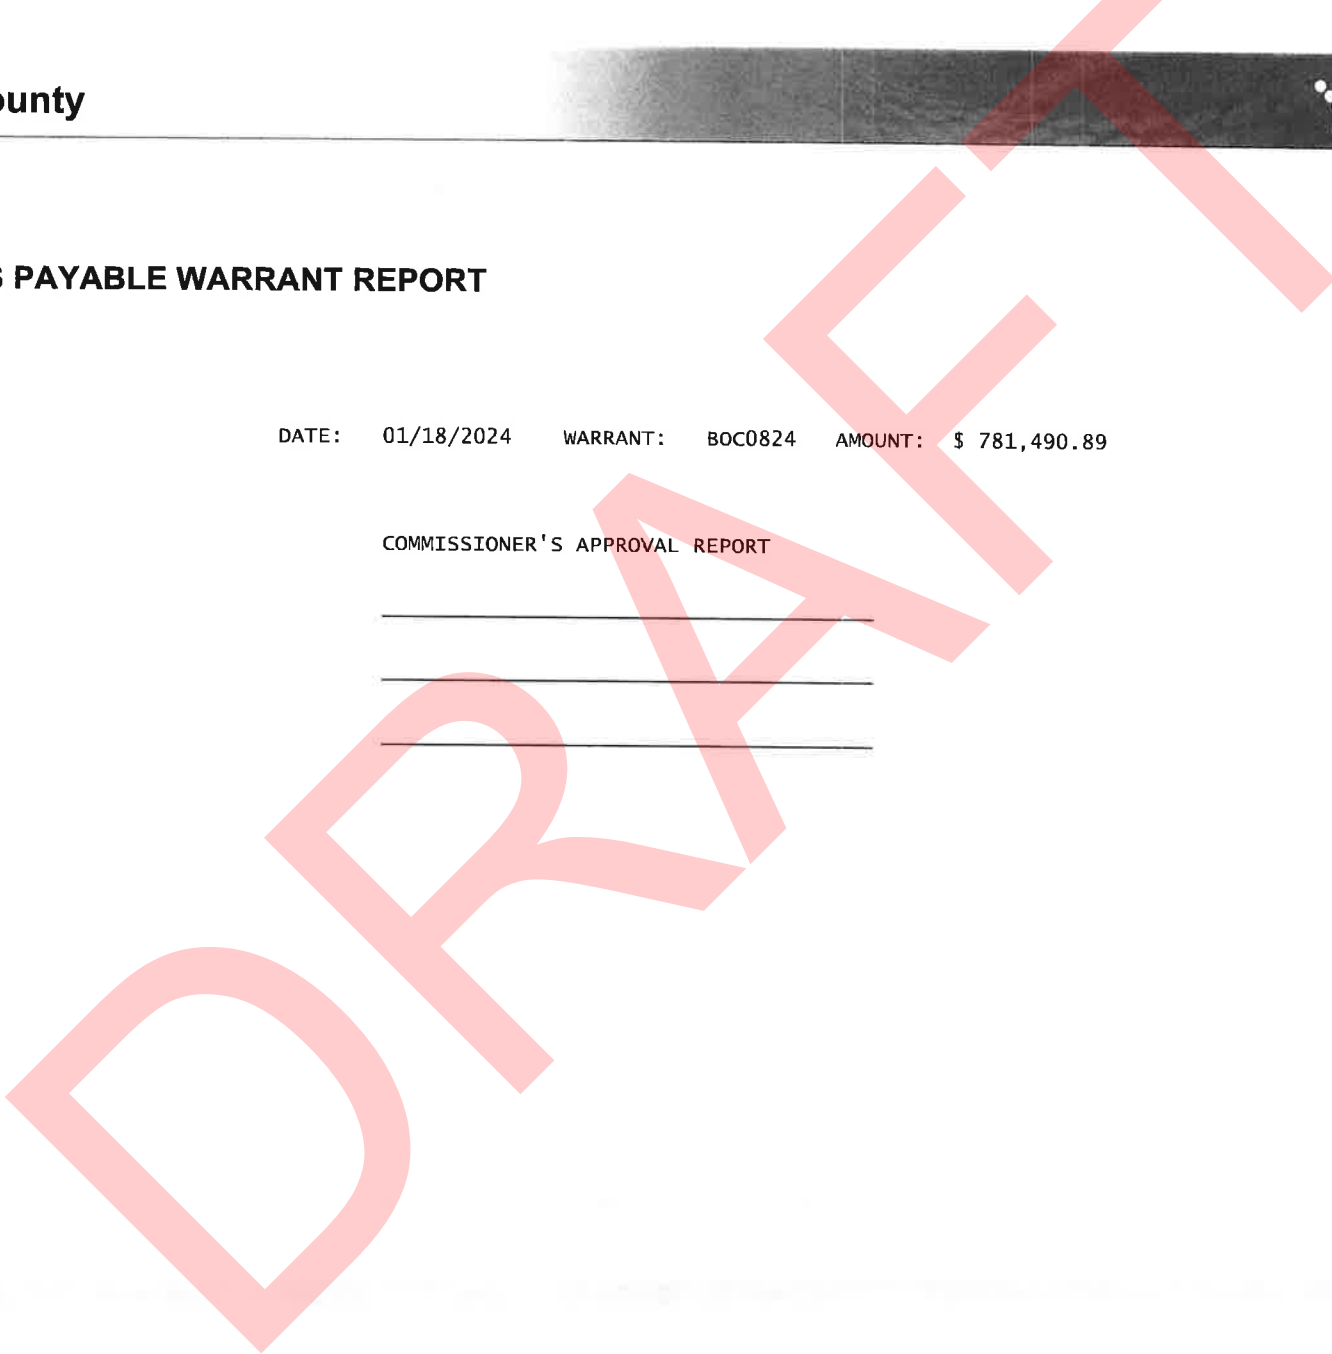 ounty
S PAYABLE WARRANT REPORT
DATE: 01/18/2024 WARRANT: BOC0824 AMOUNT: $ 781,490.89
COMMISSIONER'S APPROVAL REPORT
DRAFT